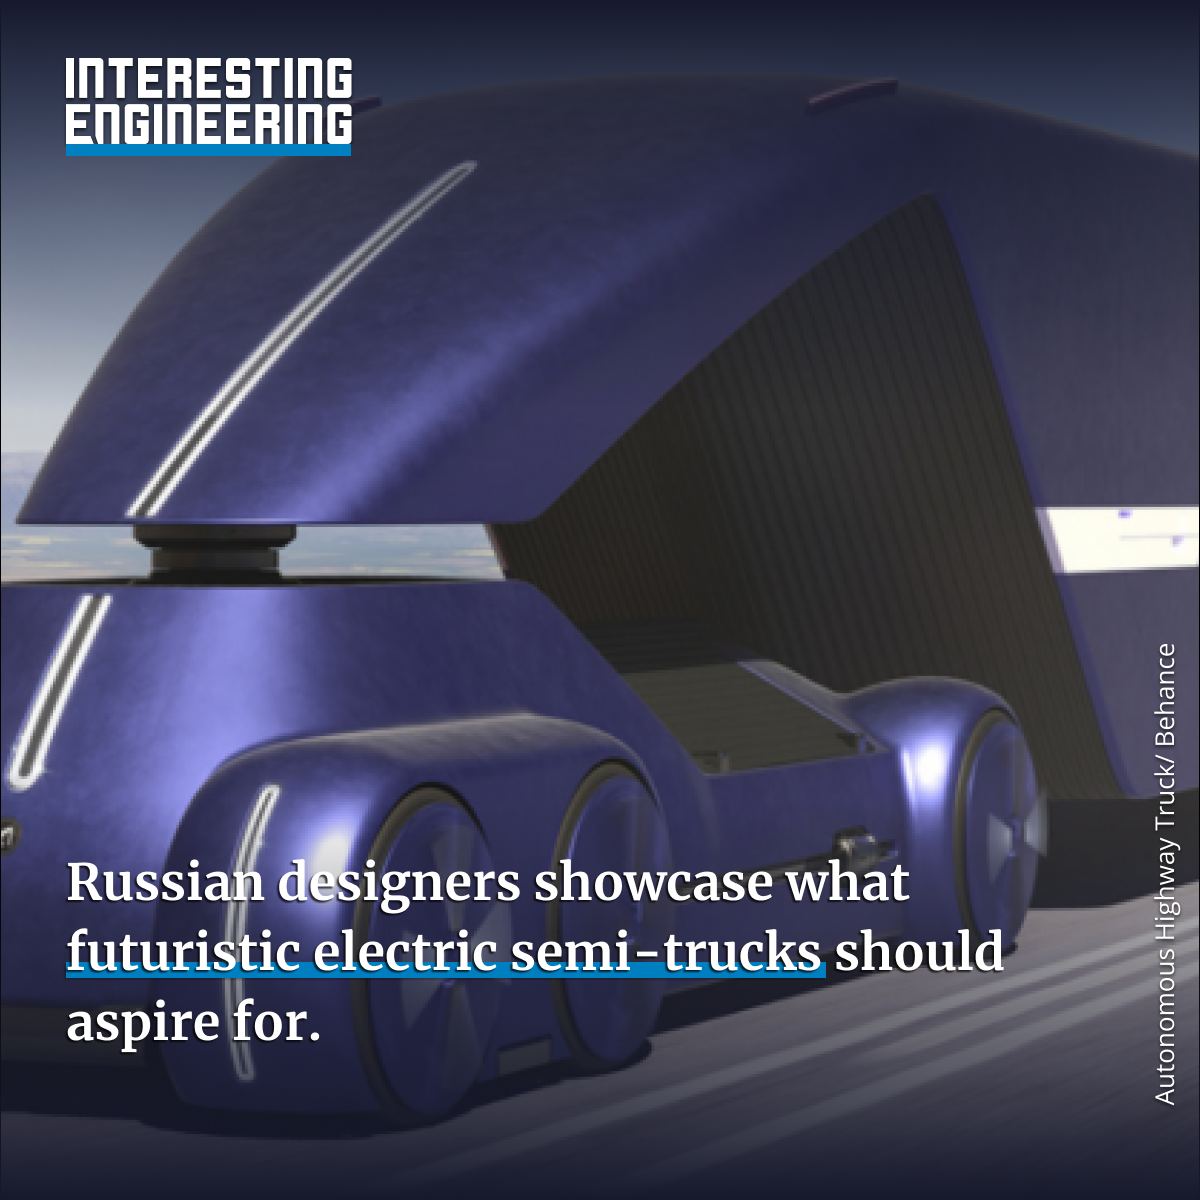 INTERESTING
ENGINEERING
Russian designers showcase what
futuristic electric semi-trucks should
aspire for.
Autonomous Highway Truck/ Behance